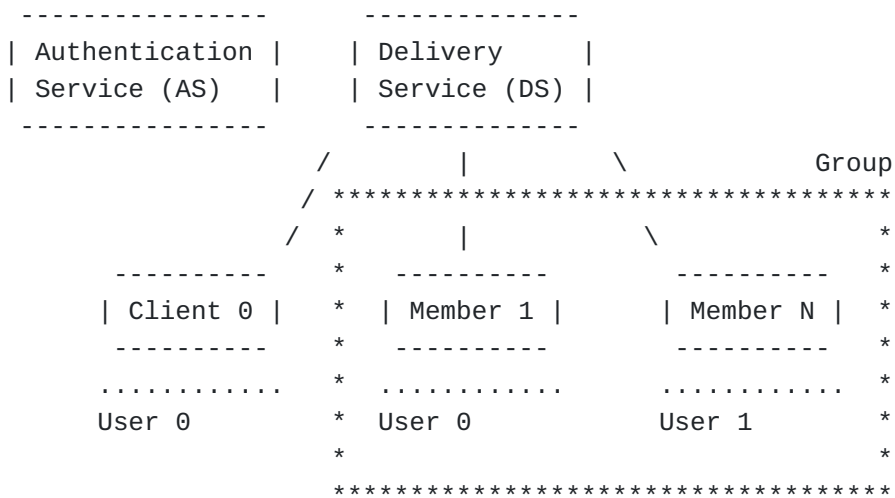 ----------------      --------------
| Authentication |    | Delivery     |
| Service (AS)   |    | Service (DS) |
----------------      --------------
/        |         \            Group
/ ************************************
/  *       |           \              *
----------    *   ----------        ----------   *
| Client 0 |   *  | Member 1 |      | Member N |  *
----------    *   ----------        ----------   *
............   *  ............      ............  *
User 0         *  User 0            User 1        *
*                                  *
************************************